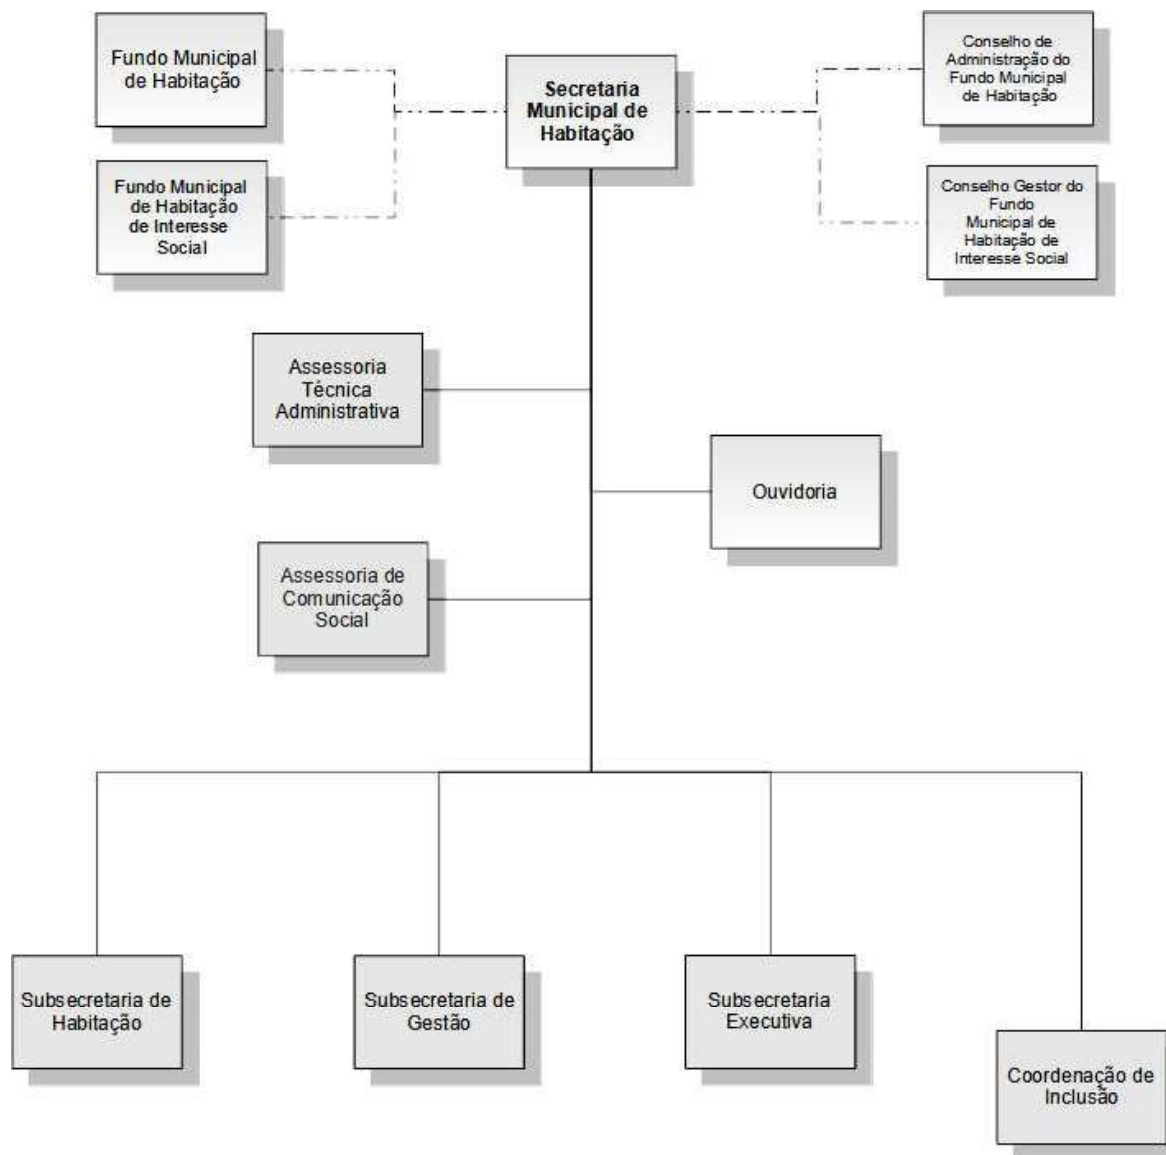 Fundo Municipal
de Habitação
Secretaria
Municipal de
Habitação
Conselho de
Administração do
Fundo Municipal
de Habitação
Fundo Municipal
de Habitação
de Interesse
Social
Conselho Gestor do
Fundo
Municipal de
Habitação de
Interesse Social
Assessoria
Técnica
Administrativa
Ouvidoria
Assessoria de
Comunicação
Social
Subsecretaria de
Habitação
Subsecretaria de
Gestão
Subsecretaria
Executiva
Coordenação de
Inclusão